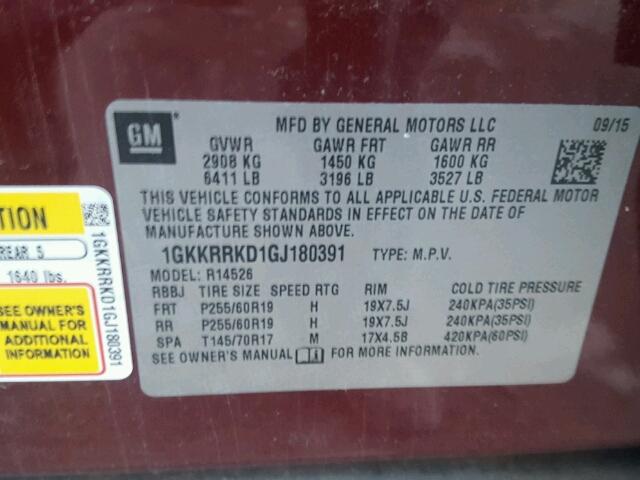 GM
MFD BY GENERAL MOTORS LLC
09/15
GVWR GAWR FRT GAWR RR
2908 KG 1450 KG 1600 KG
6411 LB 3196 LB 3527 LB
THIS VEHICLE CONFORMS TO ALL APPLICABLE U.S. FEDERAL MOTOR
VEHICLE SAFETY STANDARDS IN EFFECT ON THE DATE OF
MANUFACTURE SHOWN ABOVE.
1GKKRRKD1GJ180391 TYPE: M.P.V.
MODEL: R14526
RBBJ TIRE SIZE SPEED RTG RIM COLD TIRE PRESSURE
FRT P255/60R19 H 19X7.5J 240KPA(35PSI)
RR P255/60R19 H 19X7.5J 240KPA(35PSI)
SPA T145/70R17 M 17X4.5B 420KPA(60PSI)
SEE OWNER'S MANUAL FOR MORE INFORMATION.
TION
REAR 5
1640 lbs.
SEE OWNER'S
MANUAL FOR
ADDITIONAL
INFORMATION
1GKKRRKD1GJ180391